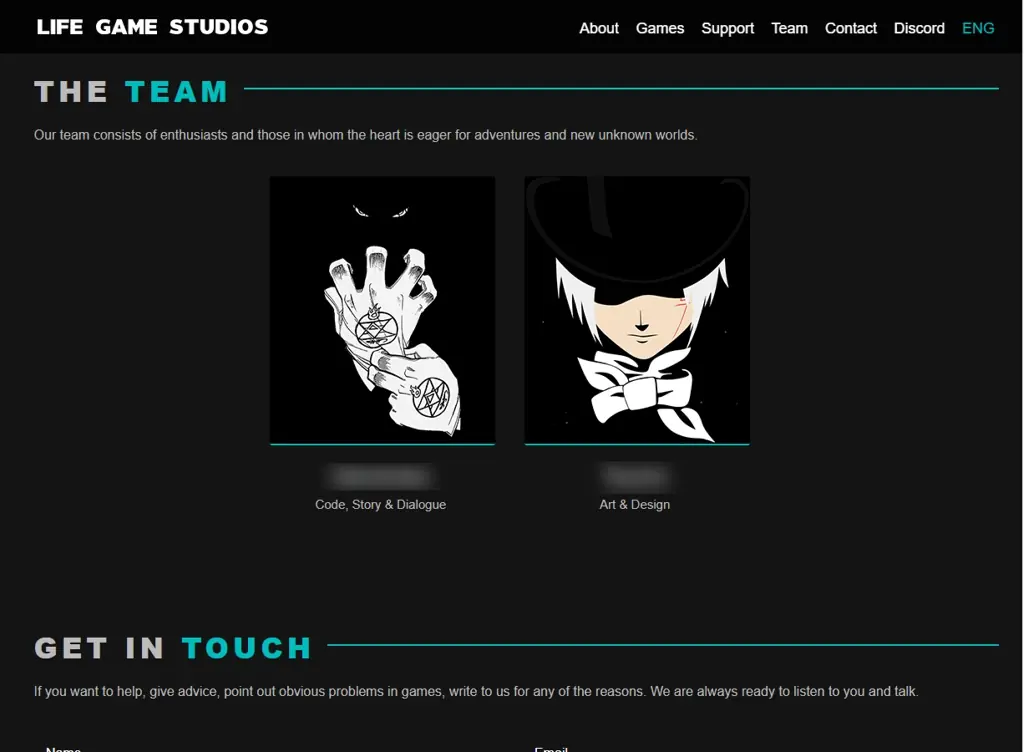 LIFE GAME STUDIOS
About Games Support Team Contact Discord ENG
THE TEAM
Our team consists of enthusiasts and those in whom the heart is eager for adventures and new unknown worlds.
Code, Story & Dialogue
Art & Design
GET IN TOUCH
If you want to help, give advice, point out obvious problems in games, write to us for any of the reasons. We are always ready to listen to you and talk.
Name
Email